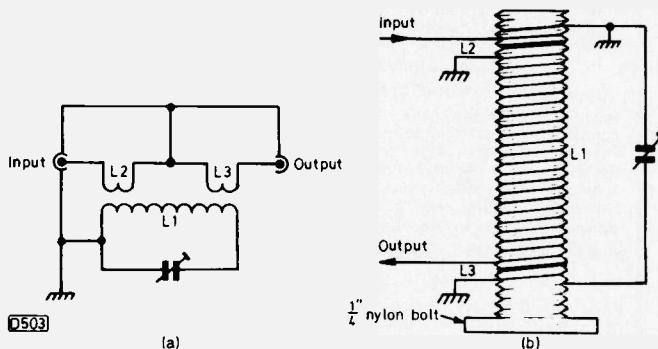 Input
L2
L3
Output
L1
D503
(a)
Input
L2
L1
Output
L3
1/4" nylon bolt
(b)